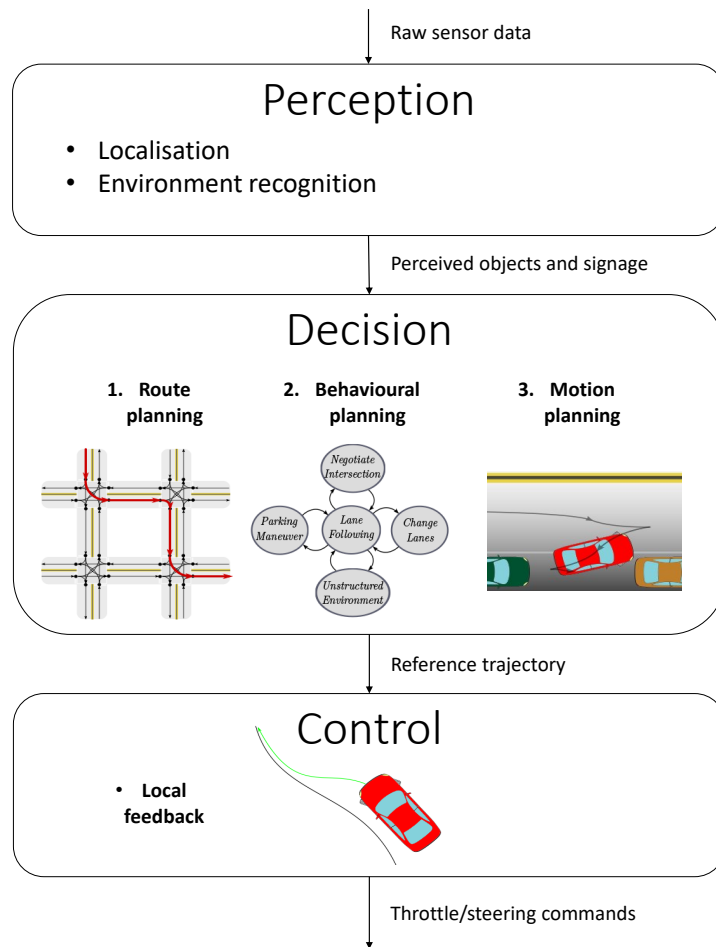 Raw sensor data
Perception
• Localisation
• Environment recognition
Perceived objects and signage
Decision
1. Route
planning
2. Behavioural
planning
3. Motion
planning
Negotiate
Intersection
Parking
Maneuver
Lane
Following
Change
Lanes
Unstructured
Environment
Reference trajectory
Control
• Local
feedback
Throttle/steering commands